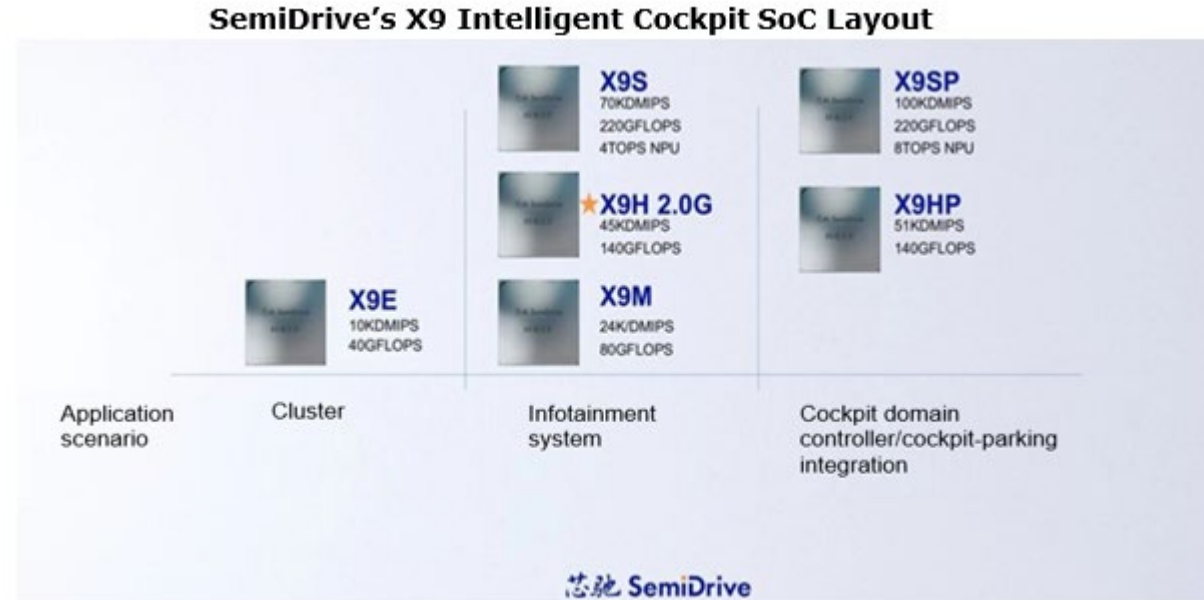 SemiDrive's X9 Intelligent Cockpit SoC Layout
X9S
70KDMIPS
220GFLOPS
4TOPS NPU
X9SP
100KDMIPS
220GFLOPS
8TOPS NPU
★X9H 2.0G
45KDMIPS
140GFLOPS
X9HP
51KDMIPS
140GFLOPS
X9E
10KDMIPS
40GFLOPS
X9M
24K/DMIPS
80GFLOPS
Application
scenario
Cluster
Infotainment
system
Cockpit domain
controller/cockpit-parking
integration
芯驰 SemiDrive